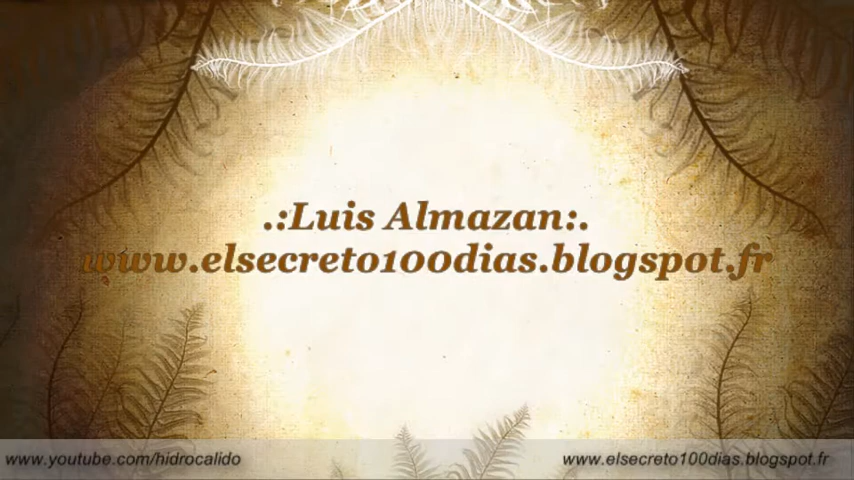 .:Luis Almazan:.
www.elsecreto100dias.blogspot.fr
www.youtube.com/hidrocalido
www.elsecreto100dias.blogspot.fr